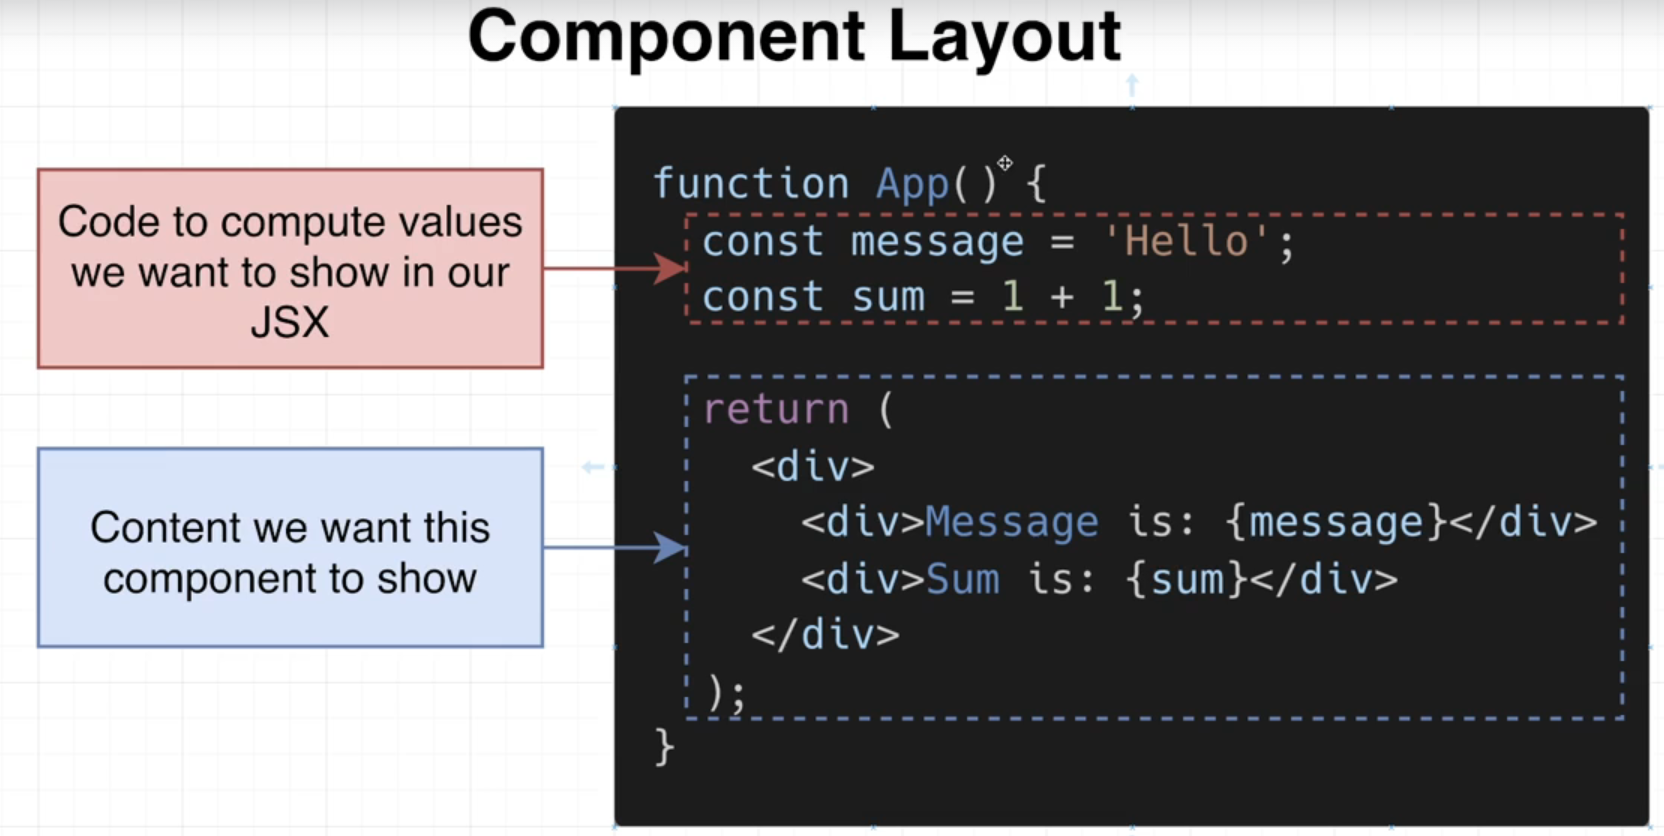 Component Layout
Code to compute values
we want to show in our
JSX
Content we want this
component to show
function App() {
const message = 'Hello';
const sum = 1 + 1;
return (
<div>
<div>Message is: {message}</div>
<div>Sum is: {sum}</div>
</div>
);
}